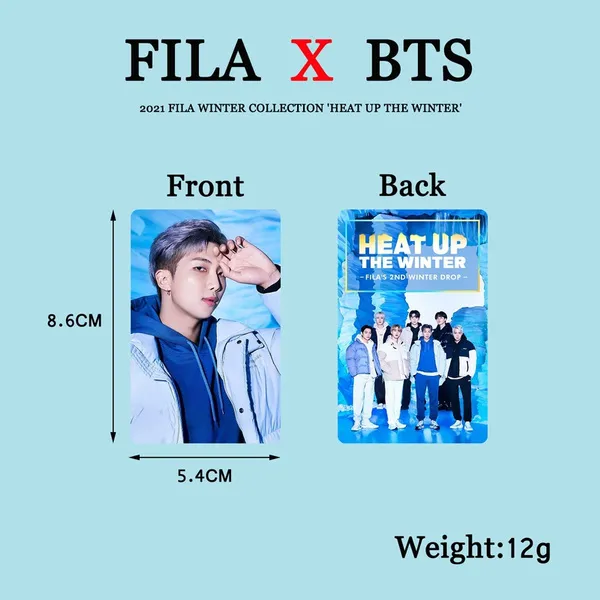 FILA X BTS
2021 FILA WINTER COLLECTION 'HEAT UP THE WINTER'
Front
Back
HEAT UP
THE WINTER
–FILA'S 2ND WINTER DROP–
8.6CM
5.4CM
Weight:12g